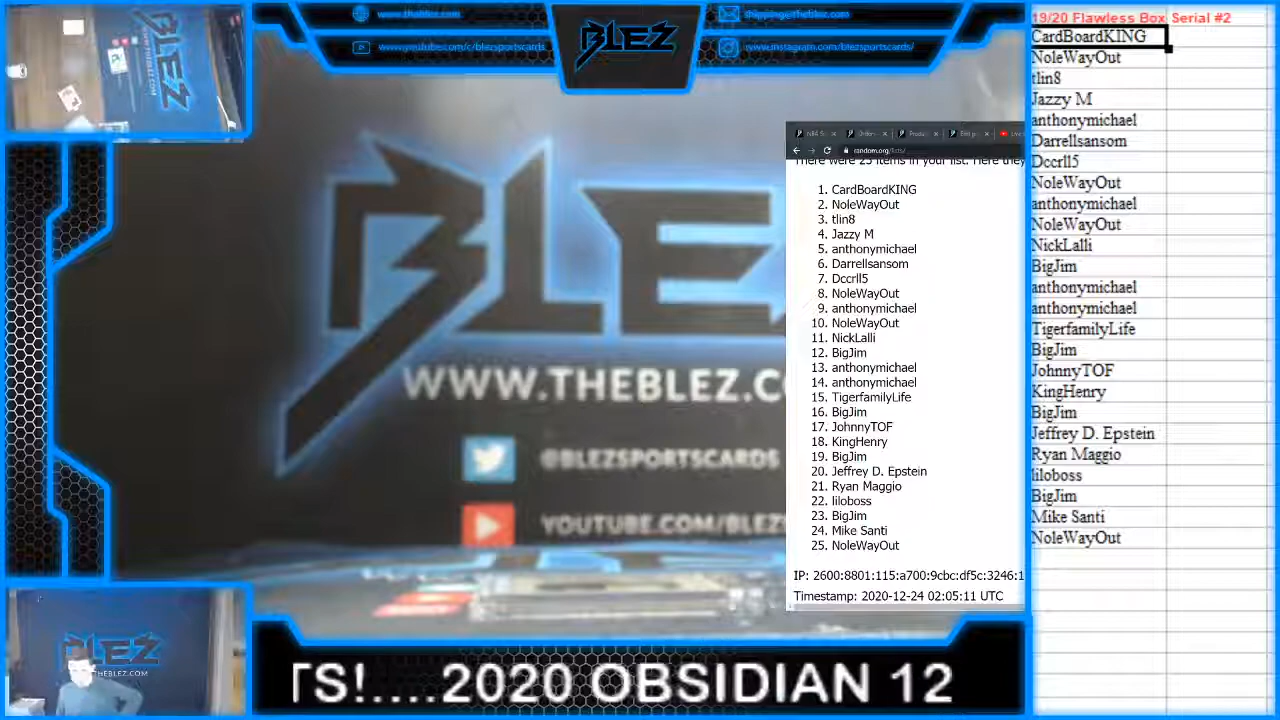 www.theblez.com
shipping@theblez.com
BLEZ
www.youtube.com/c/blezsportscards
www.instagram.com/blezsportscards/
19/20 Flawless Box Serial #2
CardBoardKING
NoleWayOut
tlin8
Jazzy M
anthonymichael
Darrellsansom
Dccrll5
NoleWayOut
anthonymichael
NoleWayOut
NickLalli
BigJim
anthonymichael
anthonymichael
TigerfamilyLife
BigJim
JohnnyTOF
KingHenry
BigJim
Jeffrey D. Epstein
Ryan Maggio
liloboss
BigJim
Mike Santi
NoleWayOut
random.org/lists/
There were 25 items in your list. Here they
1. CardBoardKING
2. NoleWayOut
3. tlin8
4. Jazzy M
5. anthonymichael
6. Darrellsansom
7. Dccrll5
8. NoleWayOut
9. anthonymichael
10. NoleWayOut
11. NickLalli
12. BigJim
13. anthonymichael
14. anthonymichael
15. TigerfamilyLife
16. BigJim
17. JohnnyTOF
18. KingHenry
19. BigJim
20. Jeffrey D. Epstein
21. Ryan Maggio
22. liloboss
23. BigJim
24. Mike Santi
25. NoleWayOut
IP: 2600:8801:115:a700:9cbc:df5c:3246:1
Timestamp: 2020-12-24 02:05:11 UTC
BLEZ
WWW.THEBLEZ.CO
@BLEZSPORTSCARDS
YOUTUBE.COM/BLEZ
BLEZ
BLEZ
THEBLEZ.COM
TS!....2020 OBSIDIAN 12